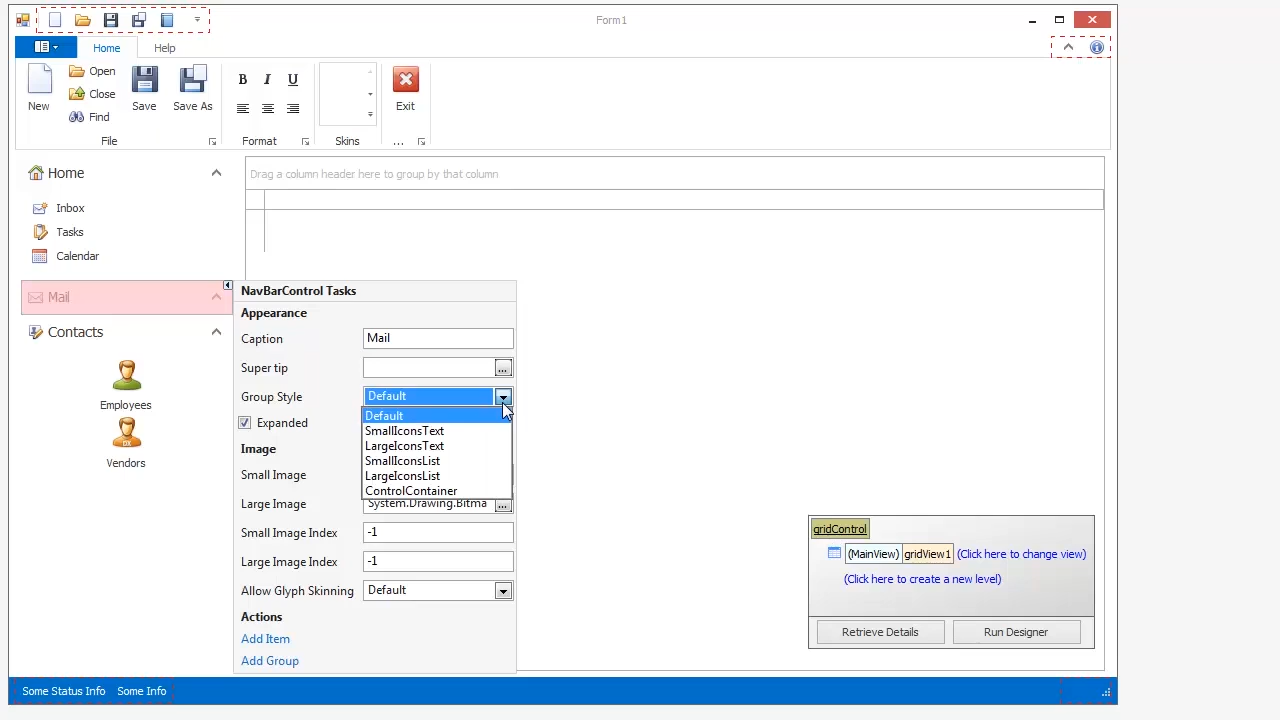 Form1
Home Help
New
Open
Close
Find
Save
Save As
B I U
Exit
File
Format
Skins
...
Home
Inbox
Tasks
Calendar
Mail
Contacts
Employees
Vendors
Drag a column header here to group by that column
NavBarControl Tasks
Appearance
Caption Mail
Super tip ...
Group Style Default
Default
SmallIconsText
LargeIconsText
SmallIconsList
LargeIconsList
ControlContainer
Expanded
Image
Small Image
Large Image System.Drawing.Bitma ...
Small Image Index -1
Large Image Index -1
Allow Glyph Skinning Default
Actions
Add Item
Add Group
gridControl
(MainView) gridView1 (Click here to change view)
(Click here to create a new level)
Retrieve Details Run Designer
Some Status Info Some Info